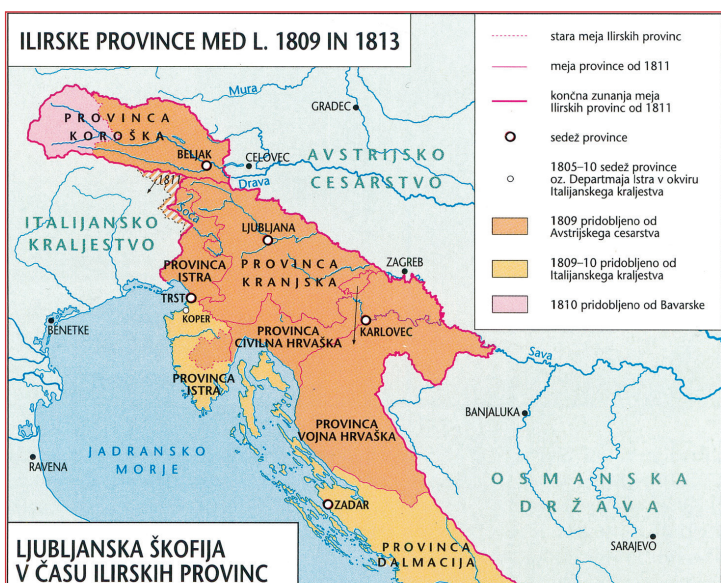 ILIRSKE PROVINCE MED L. 1809 IN 1813
stara meja Ilirskih provinc
meja province od 1811
končna zunanja meja
Ilirskih provinc od 1811
sedež province
1805–10 sedež province
oz. Departmaja Istra v okviru
Italijanskega kraljestva
1809 pridobljeno od
Avstrijskega cesarstva
1809–10 pridobljeno od
Italijanskega kraljestva
1810 pridobljeno od Bavarske
Mura
GRADEC
PROVINCA
KOROŠKA
BELJAK
CELOVEC
AVSTRIJSKO
CESARSTVO
Drava
1811
Soča
ITALIJANSKO
KRALJESTVO
LJUBLJANA
ZAGREB
PROVINCA
ISTRA
PROVINCA
KRANJSKA
TRST
KOPER
BENETKE
PROVINCA
CIVILNA HRVAŠKA
KARLOVEC
Sava
PROVINCA
ISTRA
BANJALUKA
PROVINCA
VOJNA HRVAŠKA
JADRANSKO
MORJE
RAVENA
OSMANSKA
DRŽAVA
ZADAR
SARAJEVO
PROVINCA
DALMACIJA
LJUBLJANSKA ŠKOFIJA
V ČASU ILIRSKIH PROVINC